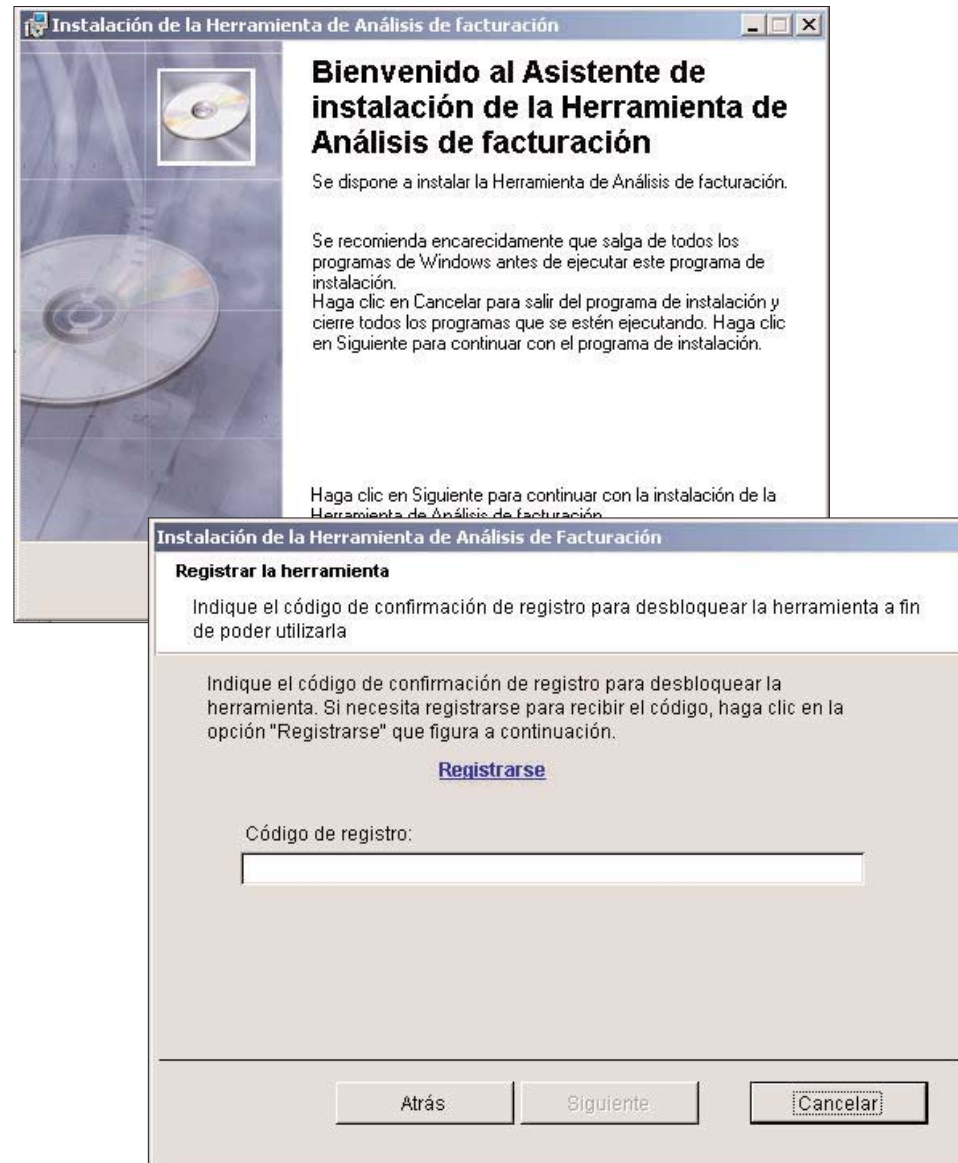 Instalación de la Herramienta de Análisis de facturación
Bienvenido al Asistente de
instalación de la Herramienta de
Análisis de facturación
Se dispone a instalar la Herramienta de Análisis de facturación.
Se recomienda encarecidamente que salga de todos los
programas de Windows antes de ejecutar este programa de
instalación.
Haga clic en Cancelar para salir del programa de instalación y
cierre todos los programas que se estén ejecutando. Haga clic
en Siguiente para continuar con el programa de instalación.
Haga clic en Siguiente para continuar con la instalación de la
Herramienta de Análisis de facturación
Instalación de la Herramienta de Análisis de Facturación
Registrar la herramienta
Indique el código de confirmación de registro para desbloquear la herramienta a fin
de poder utilizarla
Indique el código de confirmación de registro para desbloquear la
herramienta. Si necesita registrarse para recibir el código, haga clic en la
opción "Registrarse" que figura a continuación.
Registrarse
Código de registro:
Atrás
Siguiente
Cancelar